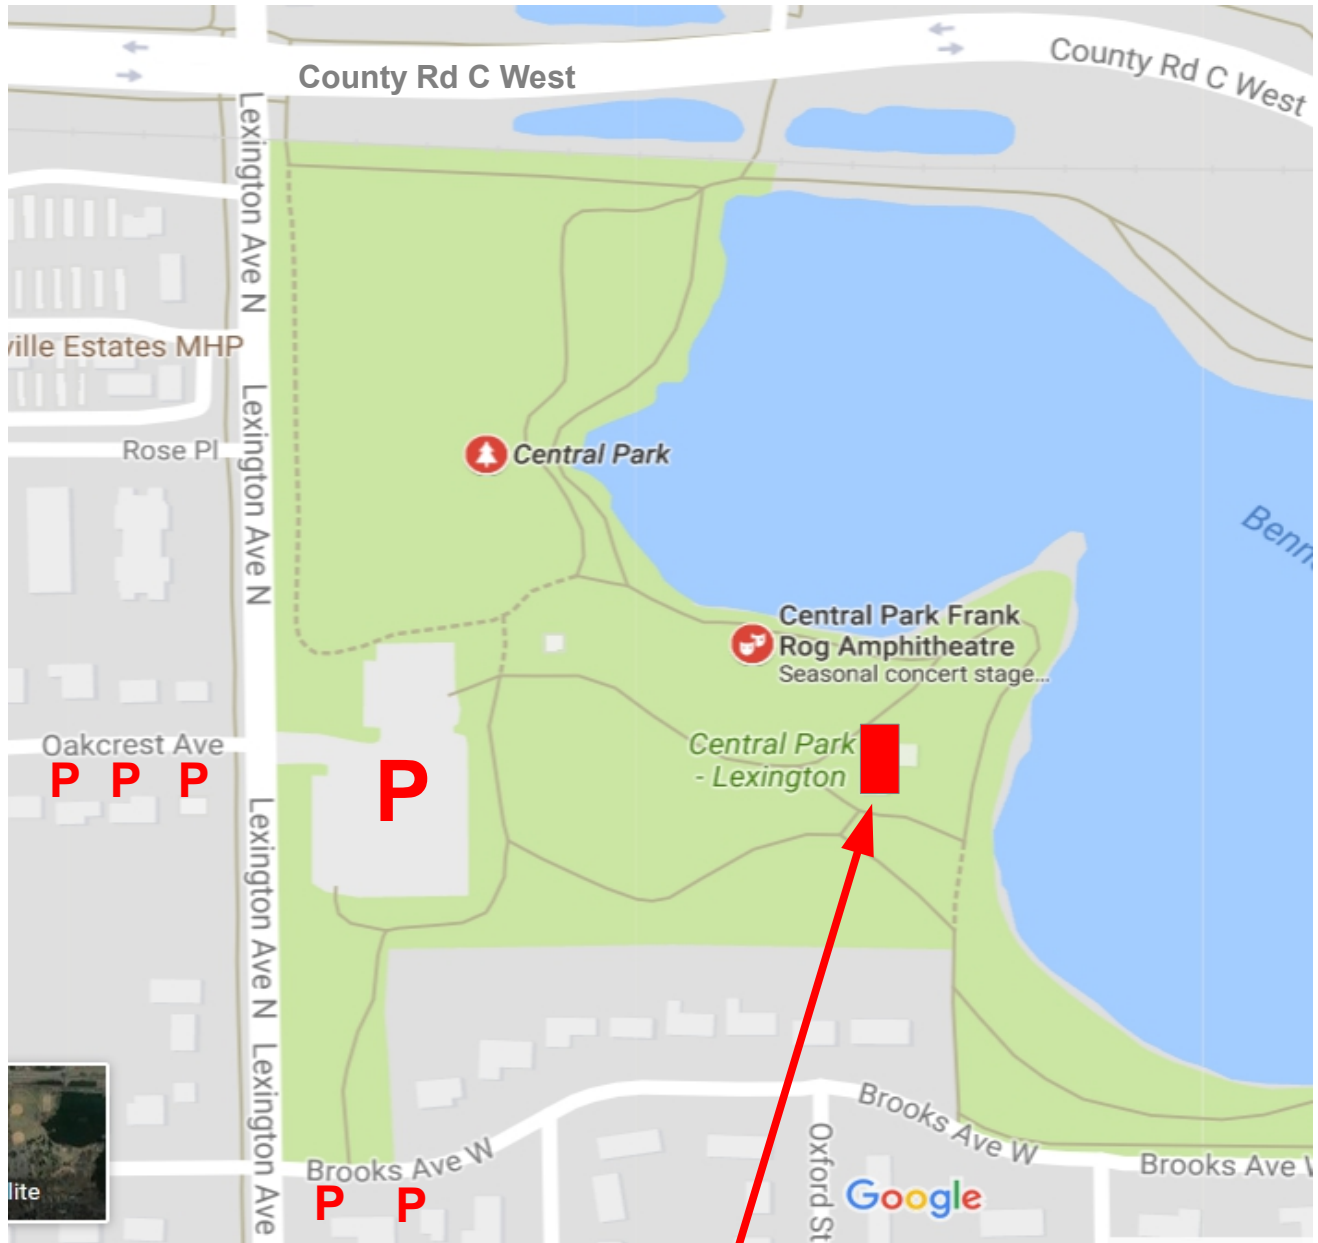 County Rd C West
County Rd C West
Lexington Ave N
ville Estates MHP
Lexington Ave N
Rose Pl
Central Park
Benn
Central Park Frank
Rog Amphitheatre
Seasonal concert stage...
Oakcrest Ave
P P P
P
Central Park
- Lexington
Lexington Ave N
Lexington Ave
Brooks Ave W
P P
Oxford St
Brooks Ave W
Brooks Ave
Google
lite